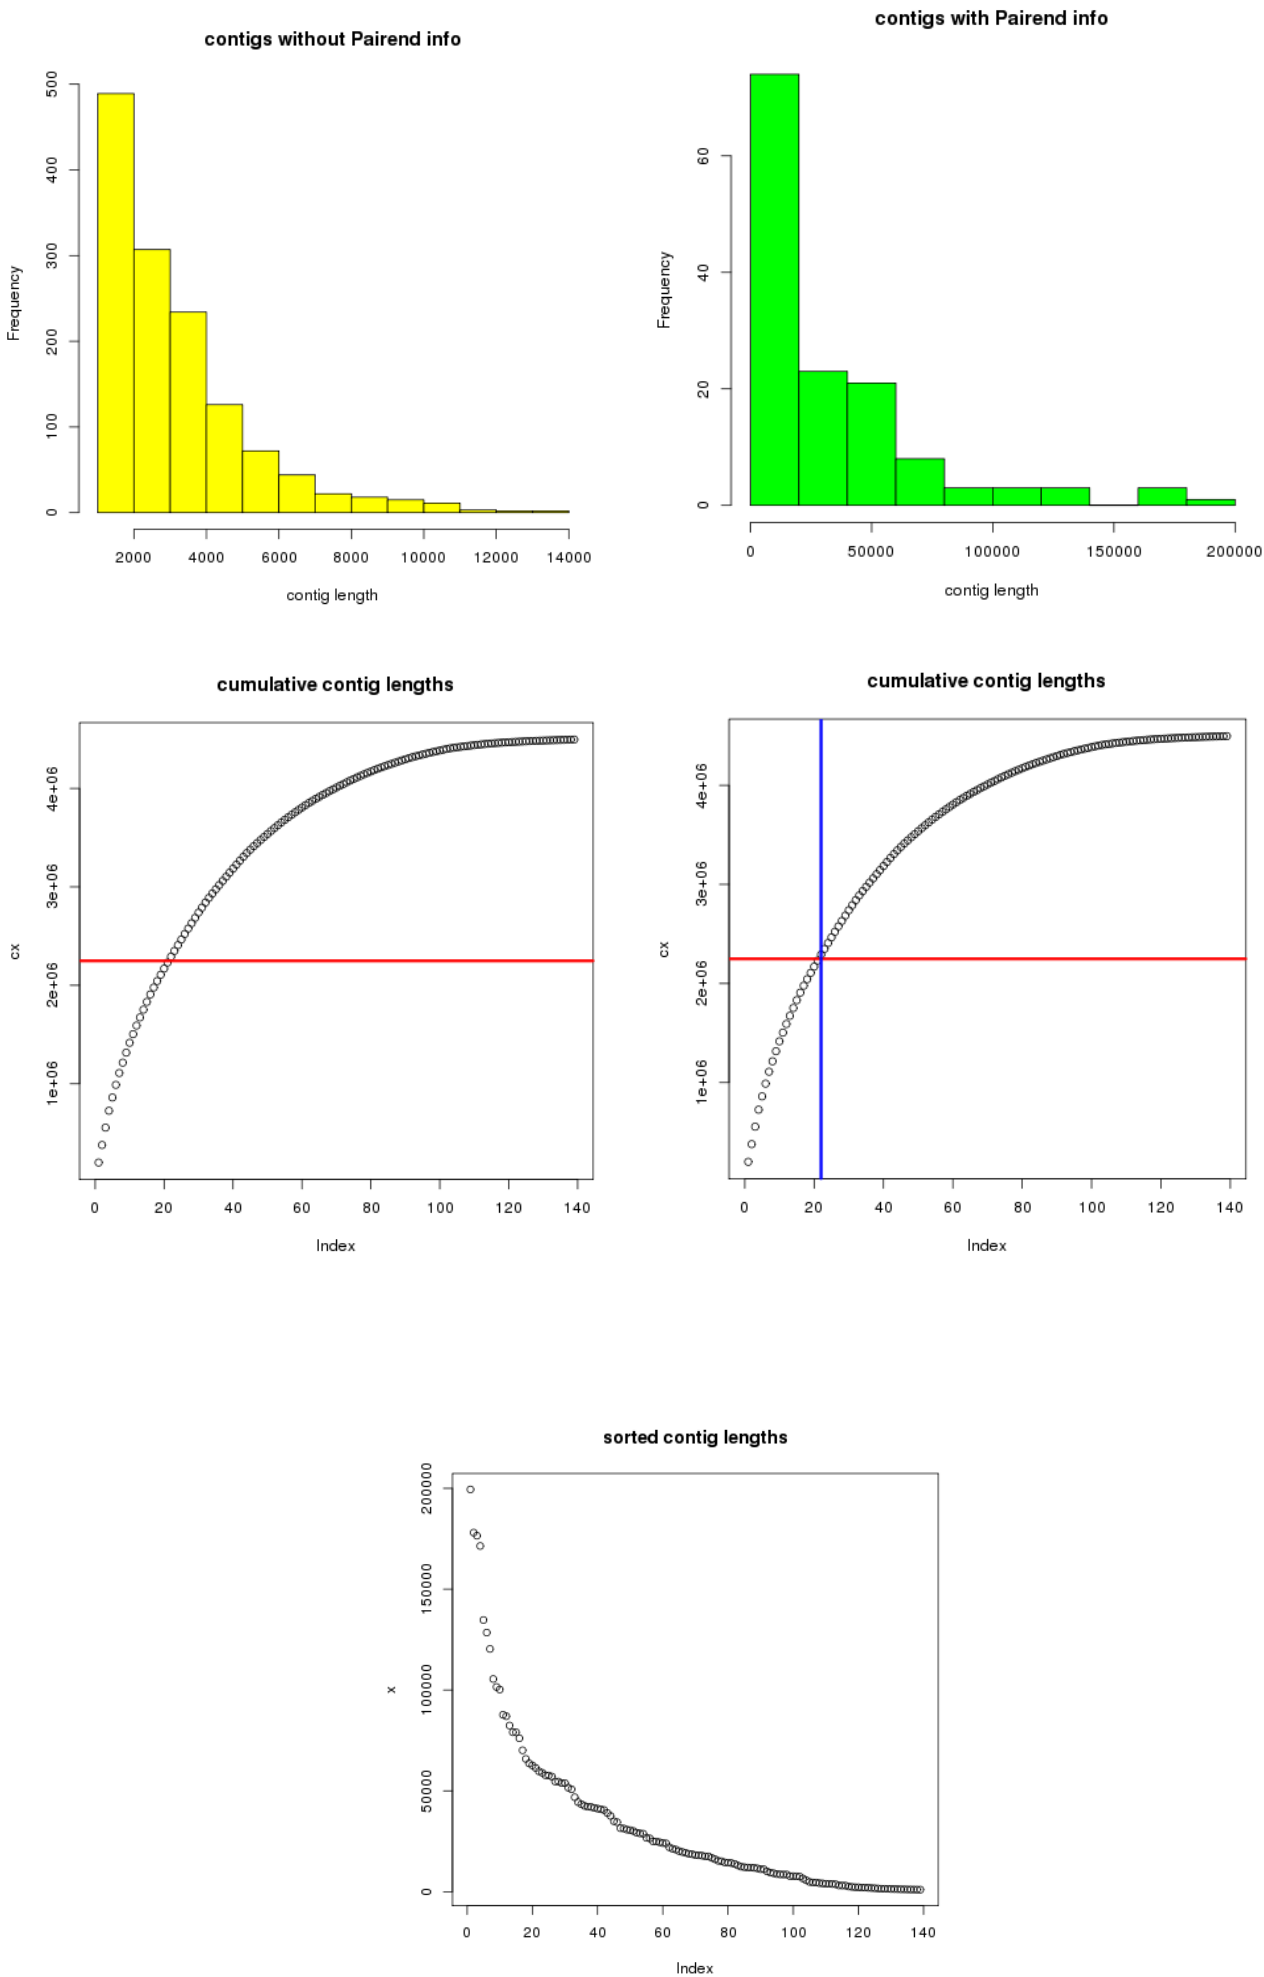 contigs without Pairend info
Frequency
0 100 200 300 400 500
2000 4000 6000 8000 10000 12000 14000
contig length
contigs with Pairend info
Frequency
0 20 40 60
0 50000 100000 150000 200000
contig length
cumulative contig lengths
cx
1e+06 2e+06 3e+06 4e+06
0 20 40 60 80 100 120 140
Index
cumulative contig lengths
cx
1e+06 2e+06 3e+06 4e+06
0 20 40 60 80 100 120 140
Index
sorted contig lengths
x
0 50000 100000 150000 200000
0 20 40 60 80 100 120 140
Index